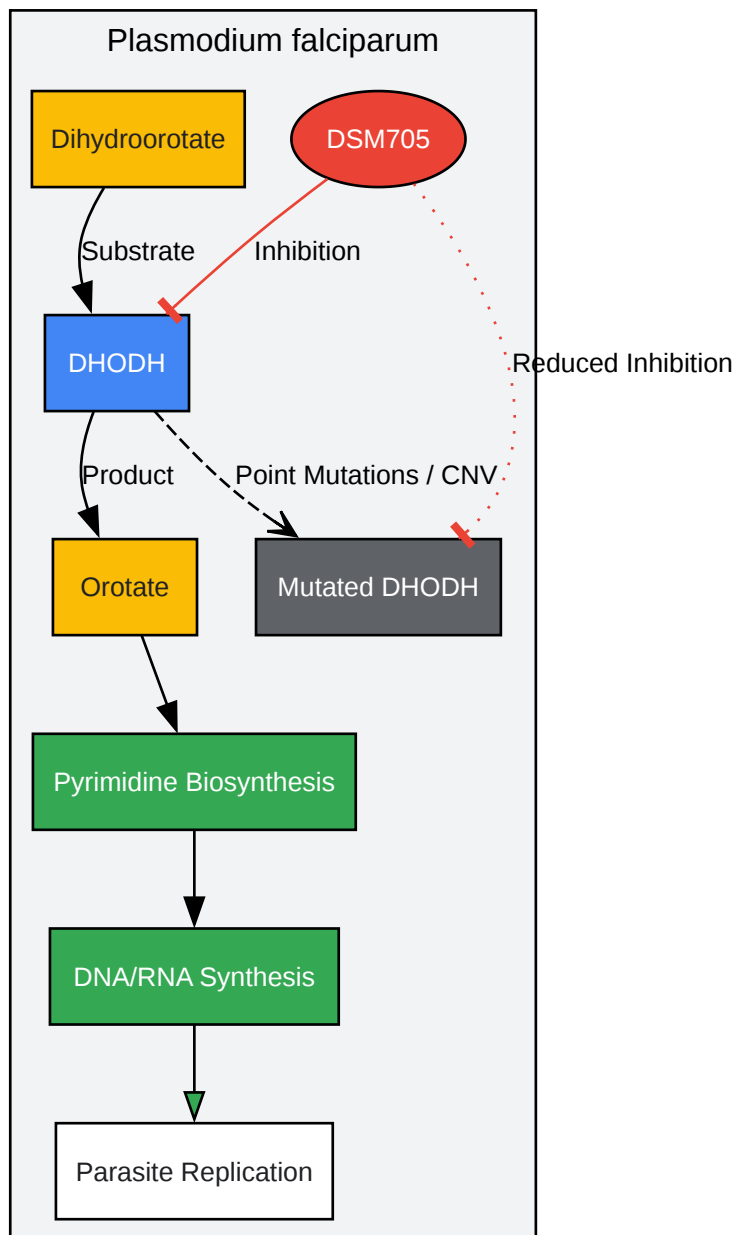 Plasmodium falciparum
Dihydroorotate
DSM705
Substrate
Inhibition
DHODH
Reduced Inhibition
Product
Point Mutations / CNV
Orotate
Mutated DHODH
Pyrimidine Biosynthesis
DNA/RNA Synthesis
Parasite Replication